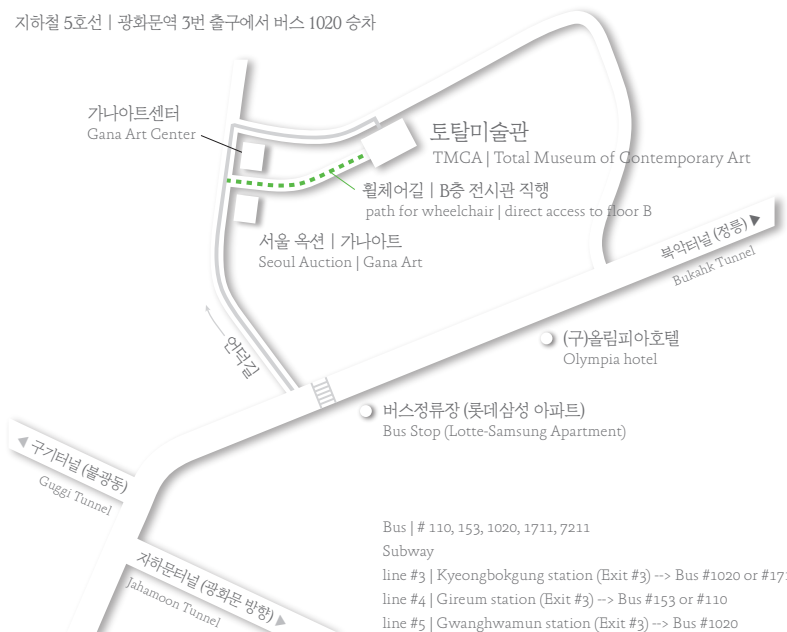 지하철 5호선 | 광화문역 3번 출구에서 버스 1020 승차
가나아트센터
Gana Art Center
토탈미술관
TMCA | Total Museum of Contemporary Art
휠체어길 | B층 전시관 직행
path for wheelchair | direct access to floor B
서울 옥션 | 가나아트
Seoul Auction | Gana Art
북악터널 (정릉) ▶
Bukahk Tunnel
언덕길
(구)올림피아호텔
Olympia hotel
버스정류장 (롯데삼성 아파트)
Bus Stop (Lotte-Samsung Apartment)
◀ 구기터널 (불광동)
Guggi Tunnel
자하문터널 (광화문 방향) ▶
Jahamoon Tunnel
Bus | # 110, 153, 1020, 1711, 7211
Subway
line #3 | Kyeongbokgung station (Exit #3) --> Bus #1020 or #171
line #4 | Gireum station (Exit #3) --> Bus #153 or #110
line #5 | Gwanghwamun station (Exit #3) --> Bus #1020